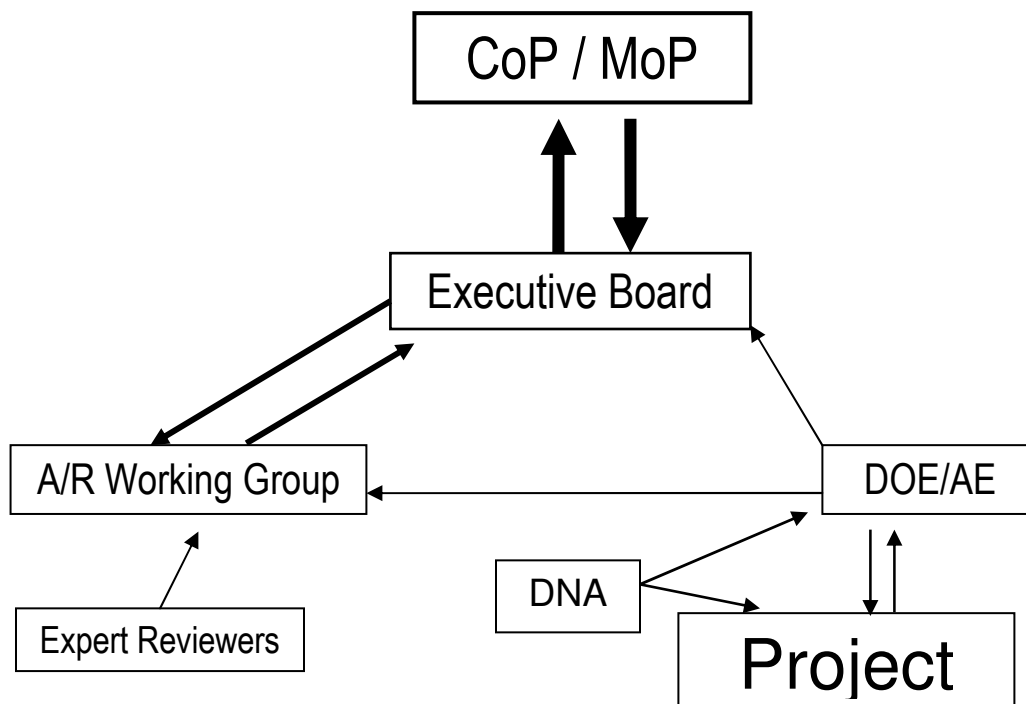 CoP / MoP
Executive Board
A/R Working Group
DOE/AE
DNA
Expert Reviewers
Project